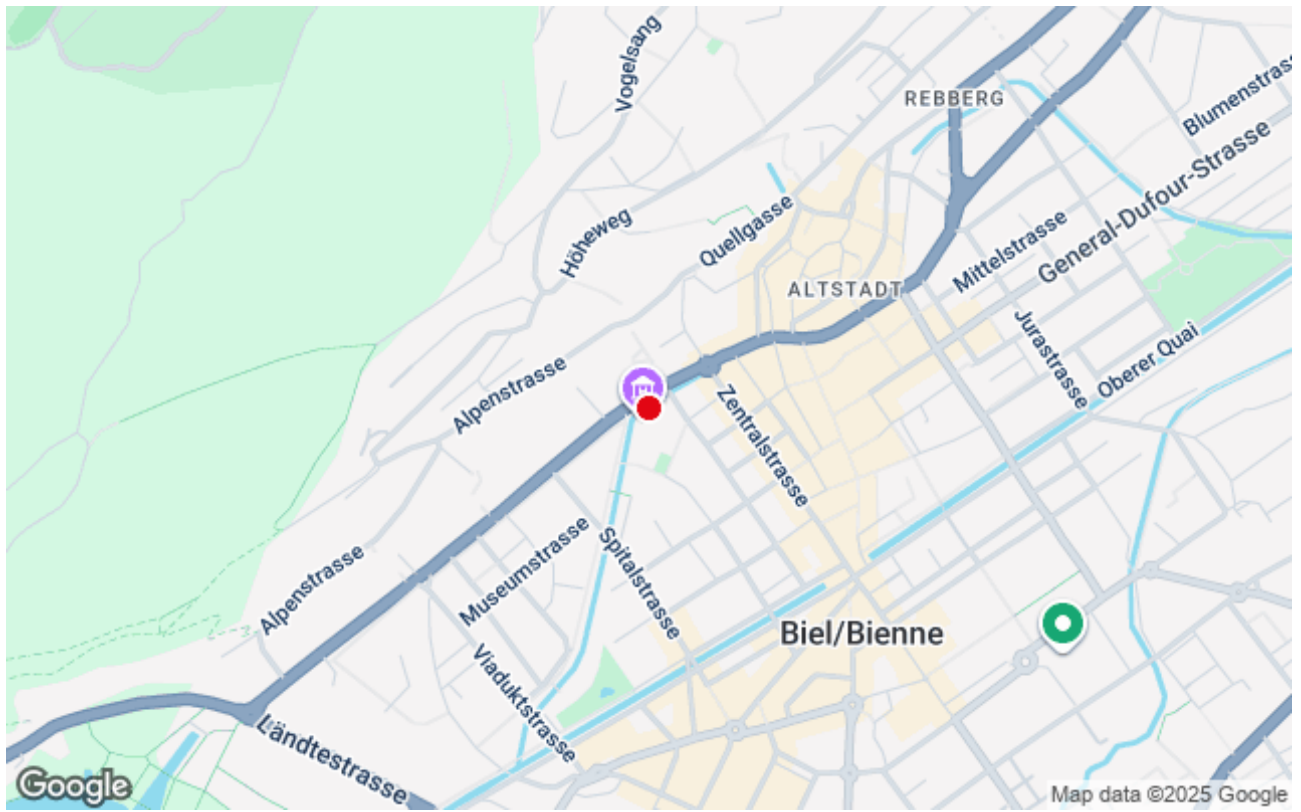 Vogelsang
REBBERG
Blumenstrass
General-Dufour-Strasse
Höheweg
Quellgasse
Mittelstrasse
ALTSTADT
Jurastrasse
Oberer Quai
Alpenstrasse
Zentralstrasse
Alpenstrasse
Museumstrasse
Spitalstrasse
Biel/Bienne
Viaduktstrasse
Ländtestrasse
Google
Map data ©2025 Google